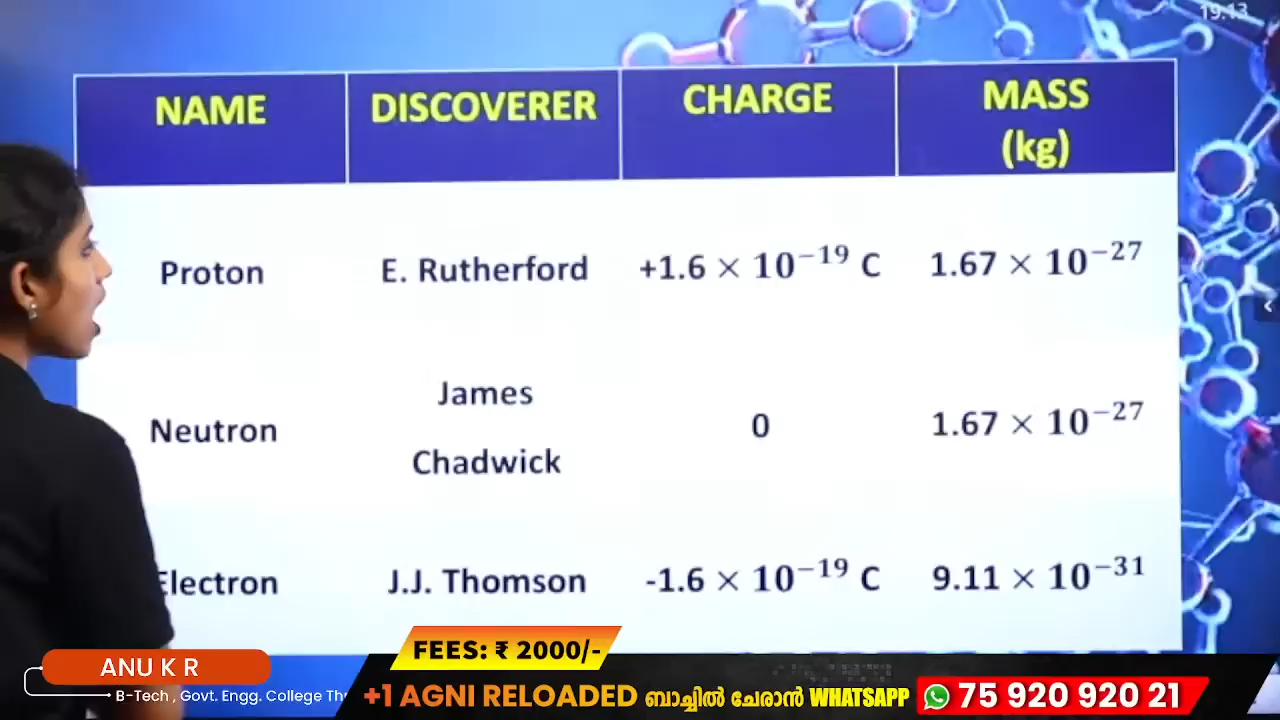 19:13
NAME DISCOVERER CHARGE MASS
(kg)
Proton E. Rutherford +1.6 × 10⁻¹⁹ C 1.67 × 10⁻²⁷
James
Neutron 0 1.67 × 10⁻²⁷
Chadwick
Electron J.J. Thomson -1.6 × 10⁻¹⁹ C 9.11 × 10⁻³¹
FEES: ₹ 2000/-
ANU K R
B-Tech , Govt. Engg. College
+1 AGNI RELOADED ബാച്ചിൽ ചേരാൻ WHATSAPP 75 920 920 21